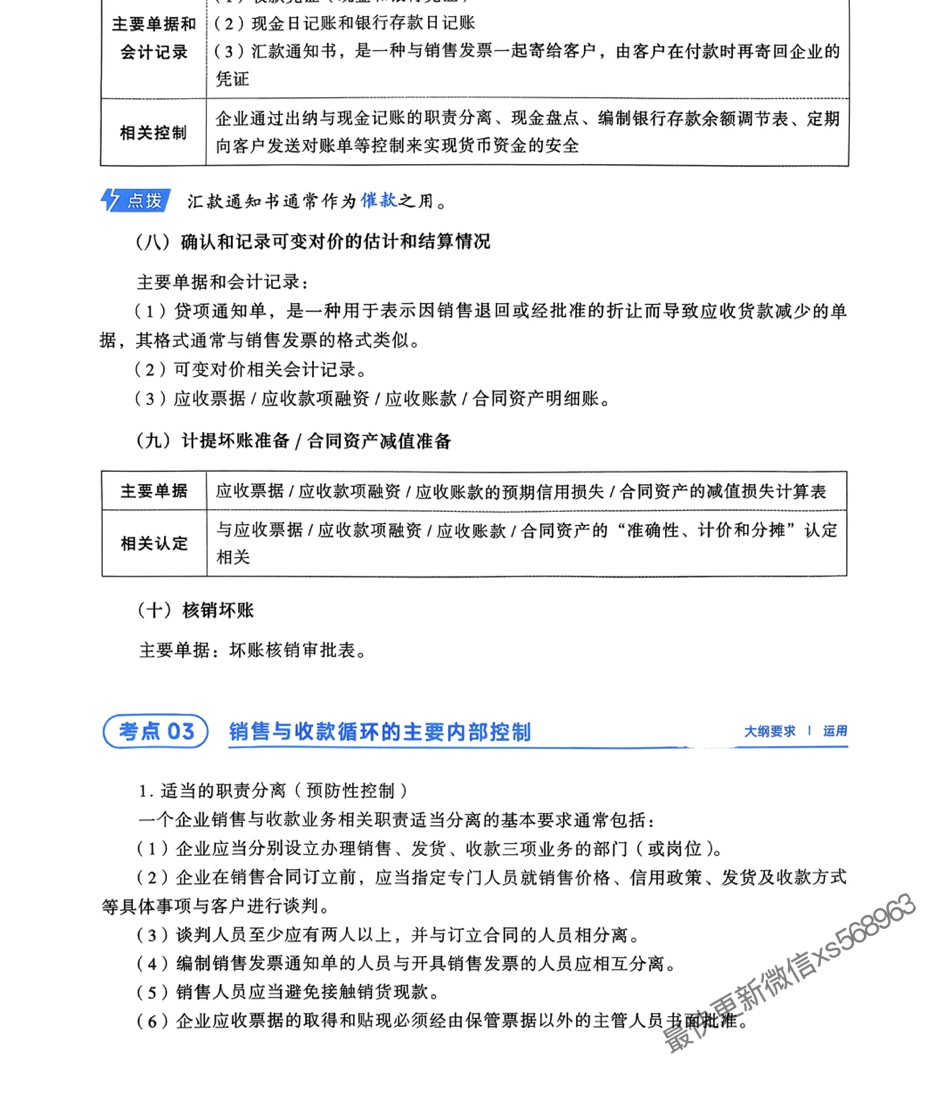 主要单据和
会计记录
(2)现金日记账和银行存款日记账
(3)汇款通知书,是一种与销售发票一起寄给客户,由客户在付款时再寄回企业的
凭证
相关控制
企业通过出纳与现金记账的职责分离、现金盘点、编制银行存款余额调节表、定期
向客户发送对账单等控制来实现货币资金的安全
点拨 汇款通知书通常作为催款之用。
(八)确认和记录可变对价的估计和结算情况
主要单据和会计记录:
(1)贷项通知单,是一种用于表示因销售退回或经批准的折让而导致应收货款减少的单
据,其格式通常与销售发票的格式类似。
(2)可变对价相关会计记录。
(3)应收票据/应收款项融资/应收账款/合同资产明细账。
(九)计提坏账准备/合同资产减值准备
主要单据 应收票据/应收款项融资/应收账款的预期信用损失/合同资产的减值损失计算表
相关认定
与应收票据/应收款项融资/应收账款/合同资产的“准确性、计价和分摊”认定
相关
(十)核销坏账
主要单据:坏账核销审批表。
考点 03 销售与收款循环的主要内部控制 大纲要求 | 运用
1. 适当的职责分离(预防性控制)
一个企业销售与收款业务相关职责适当分离的基本要求通常包括:
(1)企业应当分别设立办理销售、发货、收款三项业务的部门(或岗位)。
(2)企业在销售合同订立前,应当指定专门人员就销售价格、信用政策、发货及收款方式
等具体事项与客户进行谈判。
(3)谈判人员至少应有两人以上,并与订立合同的人员相分离。
(4)编制销售发票通知单的人员与开具销售发票的人员应相互分离。
(5)销售人员应当避免接触销货现款。
(6)企业应收票据的取得和贴现必须经由保管票据以外的主管人员书面批准。
最快更新微信xs568963